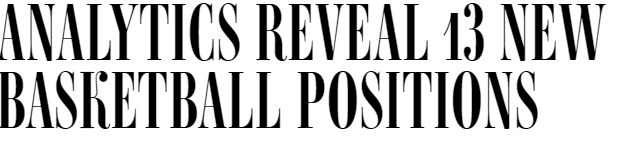 ANALYTICS REVEAL 13 NEW
BASKETBALL POSITIONS